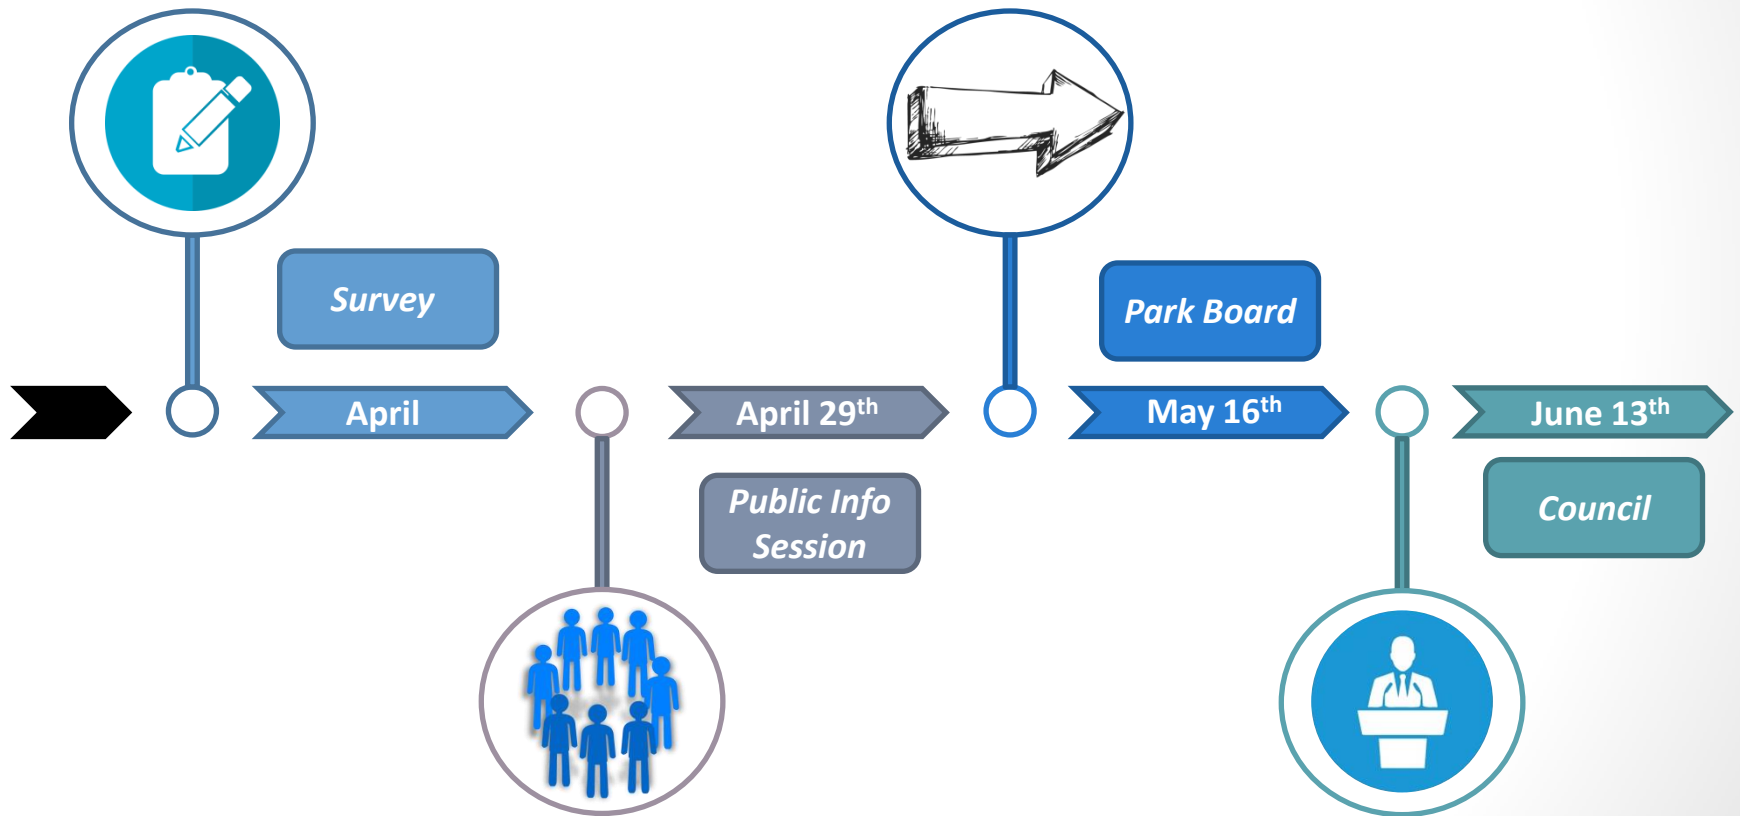 Survey
April
April 29th
Public Info
Session
Park Board
May 16th
June 13th
Council